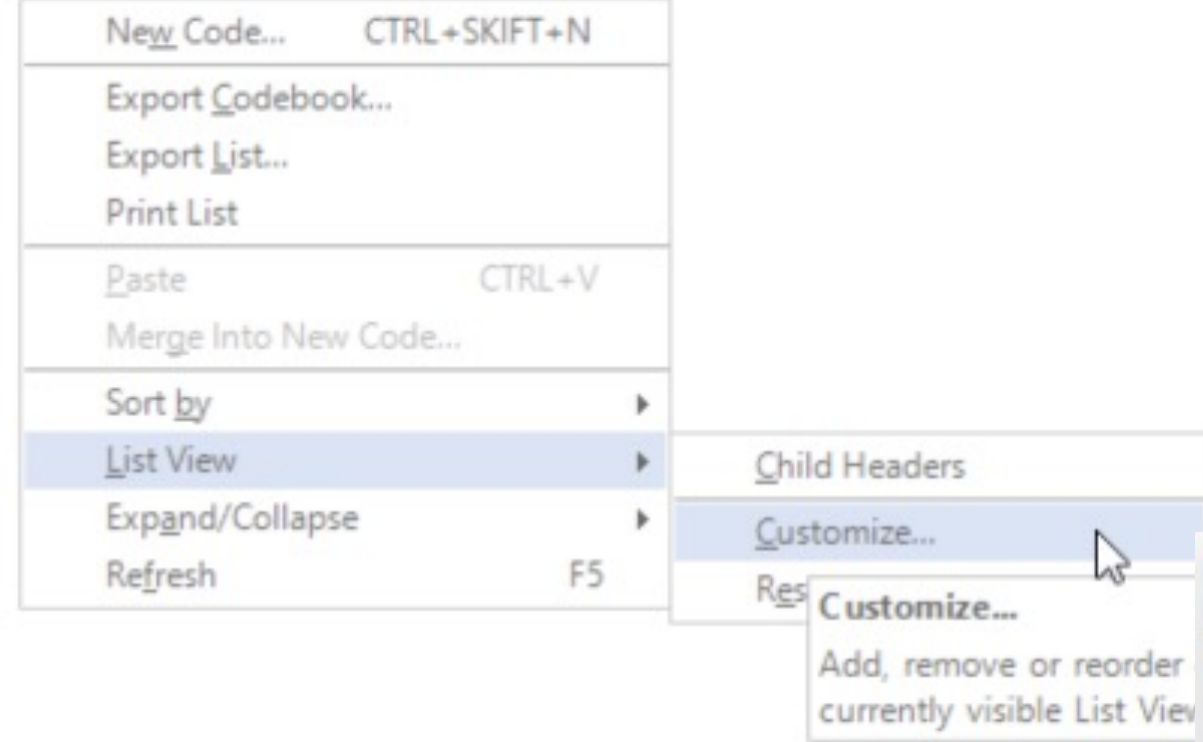 New Code... CTRL+SKIFT+N
Export Codebook...
Export List...
Print List
Paste CTRL+V
Merge Into New Code...
Sort by
List View
Expand/Collapse
Refresh F5
Child Headers
Customize...
Res
Customize...
Add, remove or reorder
currently visible List View